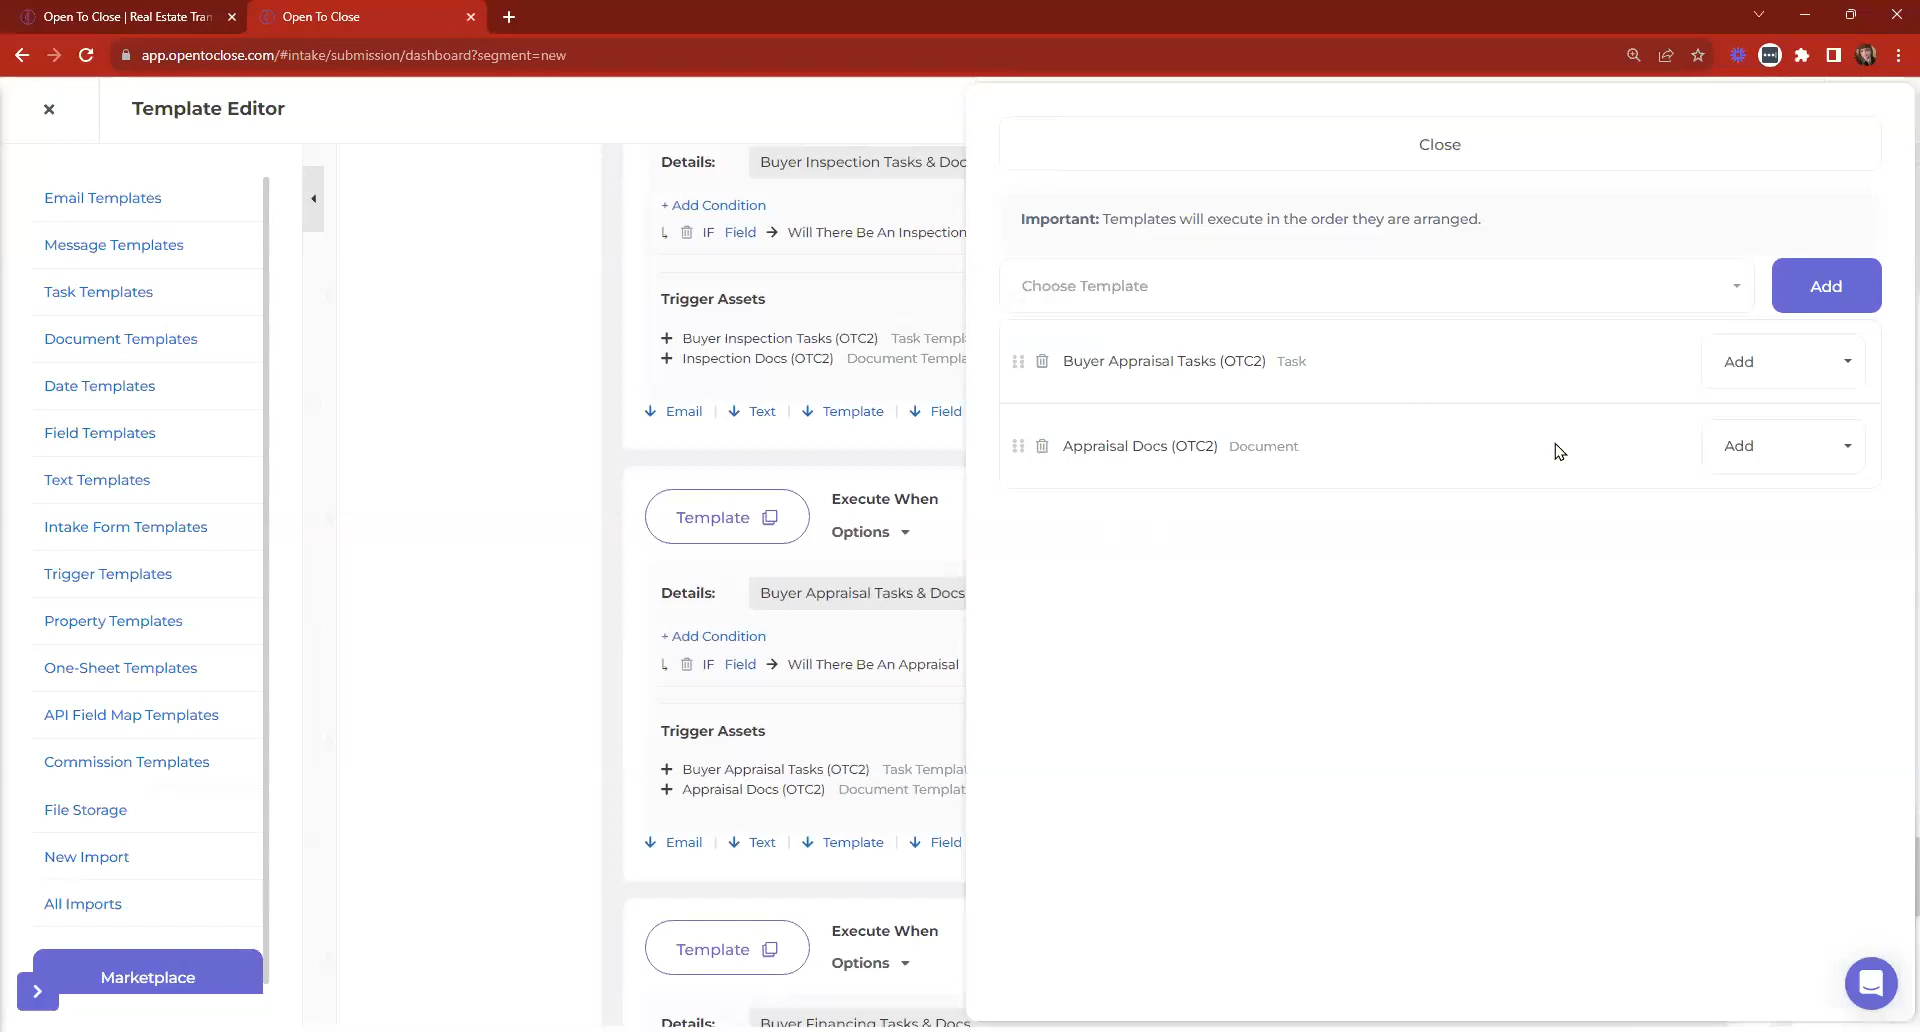 Open To Close | Real Estate Tran
Open To Close
app.opentoclose.com/#intake/submission/dashboard?segment=new
Template Editor
Email Templates
Message Templates
Task Templates
Document Templates
Date Templates
Field Templates
Text Templates
Intake Form Templates
Trigger Templates
Property Templates
One-Sheet Templates
API Field Map Templates
Commission Templates
File Storage
New Import
All Imports
Marketplace
Details: Buyer Inspection Tasks & Doc
+ Add Condition
IF Field → Will There Be An Inspection
Trigger Assets
+ Buyer Inspection Tasks (OTC2) Task Templ
+ Inspection Docs (OTC2) Document Templa
Email | Text | Template | Field
Template
Execute When
Options
Details: Buyer Appraisal Tasks & Docs
+ Add Condition
IF Field → Will There Be An Appraisal
Trigger Assets
+ Buyer Appraisal Tasks (OTC2) Task Templat
+ Appraisal Docs (OTC2) Document Templat
Email | Text | Template | Field
Template
Execute When
Options
Details: Buyer Financing Tasks & Docs
Close
Important: Templates will execute in the order they are arranged.
Choose Template
Add
Buyer Appraisal Tasks (OTC2) Task
Add
Appraisal Docs (OTC2) Document
Add